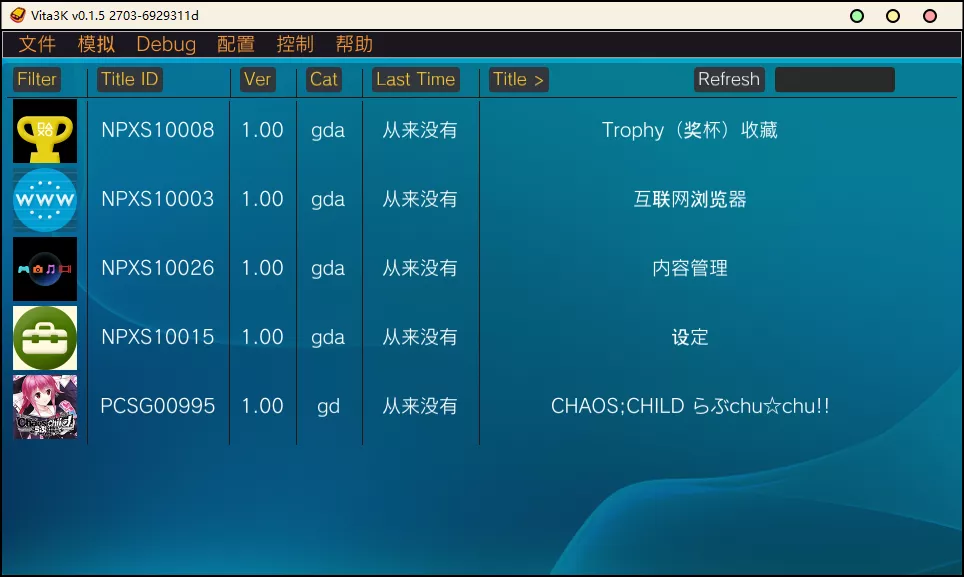 Vita3K v0.1.5 2703-6929311d
文件 模拟 Debug 配置 控制 帮助
Filter Title ID Ver Cat Last Time Title > Refresh
NPXS10008 1.00 gda 从来没有 Trophy（奖杯）收藏
WWW NPXS10003 1.00 gda 从来没有 互联网浏览器
NPXS10026 1.00 gda 从来没有 内容管理
NPXS10015 1.00 gda 从来没有 设定
PCSG00995 1.00 gd 从来没有 CHAOS;CHILD らぶchu☆chu!!